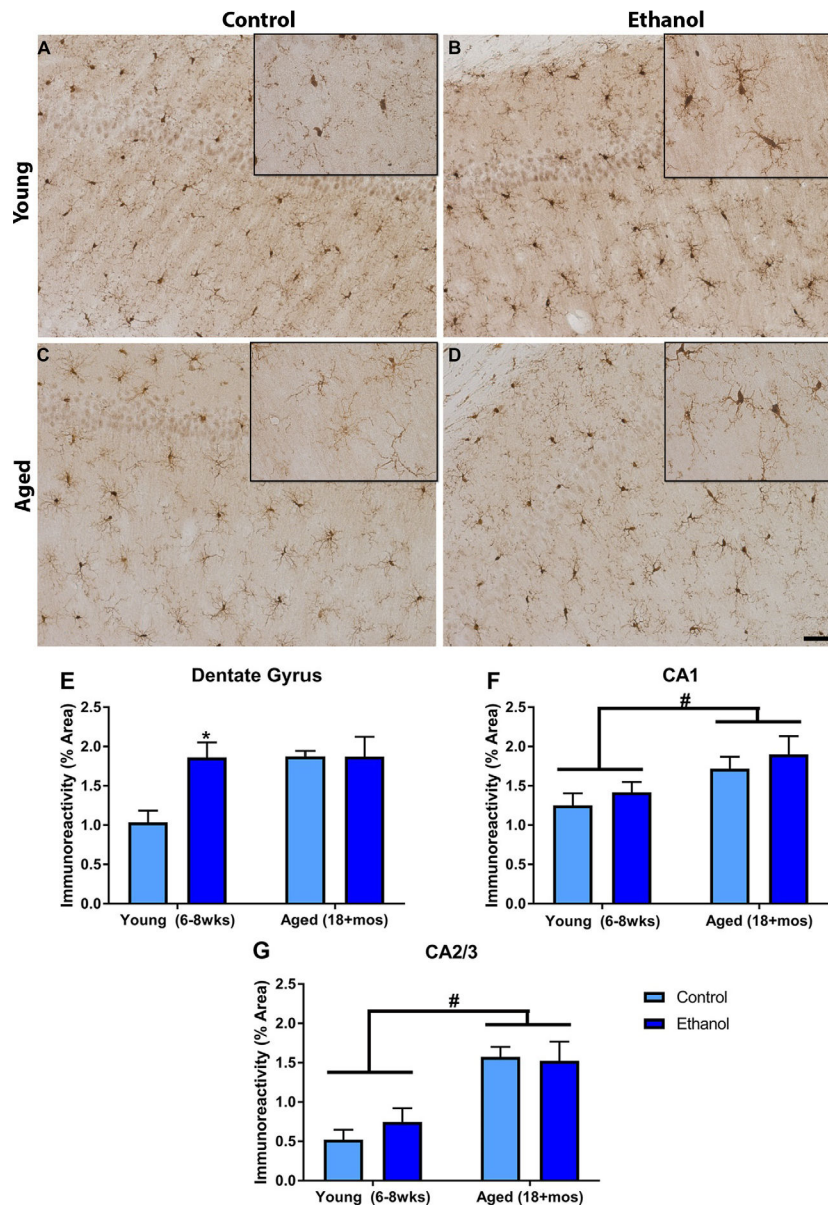 Control
Ethanol
Young
A
B
Aged
C
D
E
Dentate Gyrus
Immunoreactivity (% Area)
2.5
2.0
1.5
1.0
0.5
0.0
*
Young (6-8wks)
Aged (18+mos)
F
CA1
Immunoreactivity (% Area)
2.5
2.0
1.5
1.0
0.5
0.0
#
Young (6-8wks)
Aged (18+mos)
G
CA2/3
Immunoreactivity (% Area)
2.5
2.0
1.5
1.0
0.5
0.0
#
Young (6-8wks)
Aged (18+mos)
Control
Ethanol